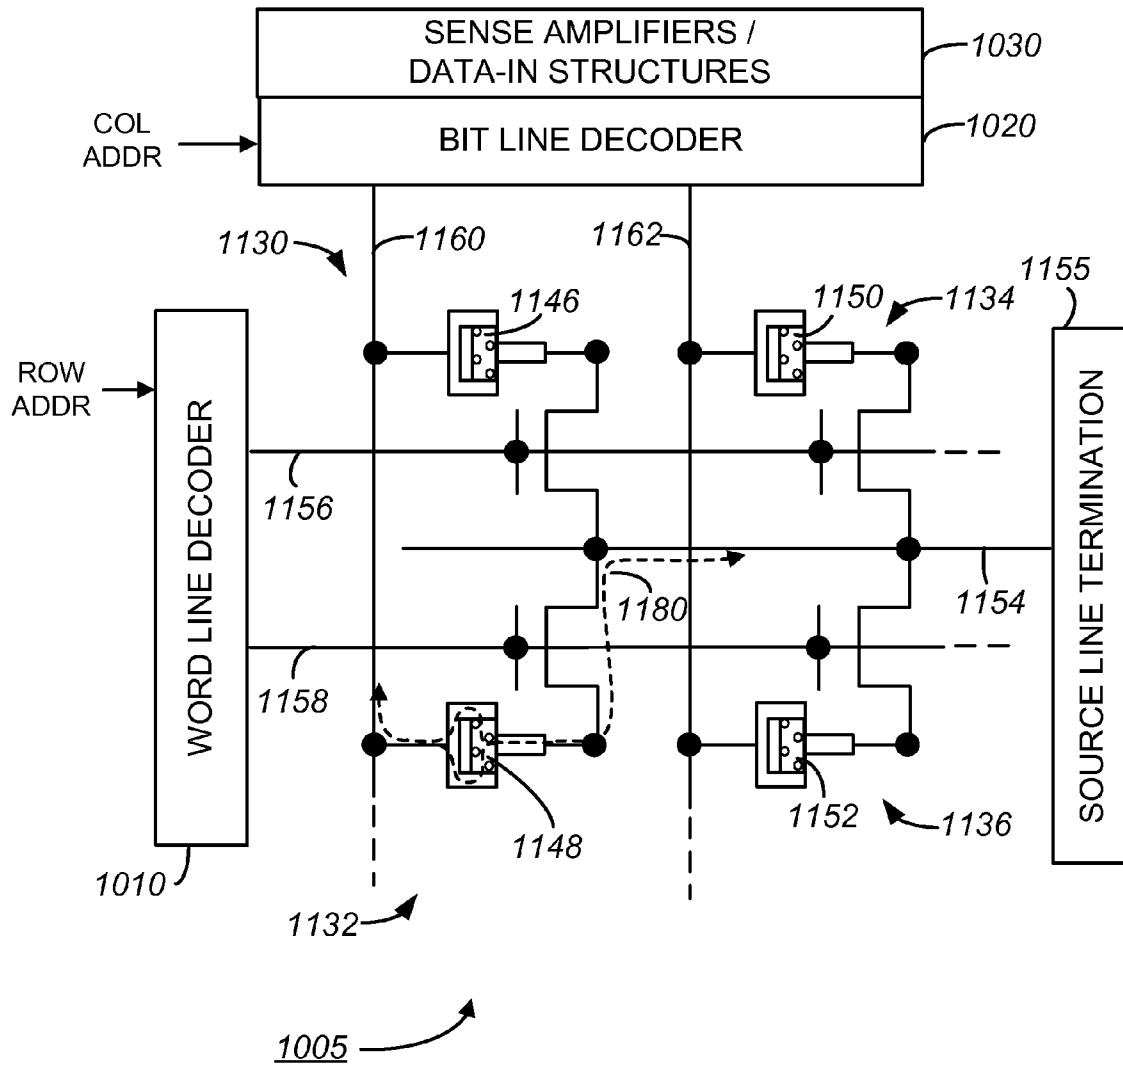 SENSE AMPLIFIERS /
DATA-IN STRUCTURES
1030
COL
ADDR
BIT LINE DECODER
1020
1130
1160
1162
1155
1146
1150
1134
ROW
ADDR
WORD LINE DECODER
SOURCE LINE TERMINATION
1156
1180
1154
1158
1148
1152
1136
1010
1132
1005